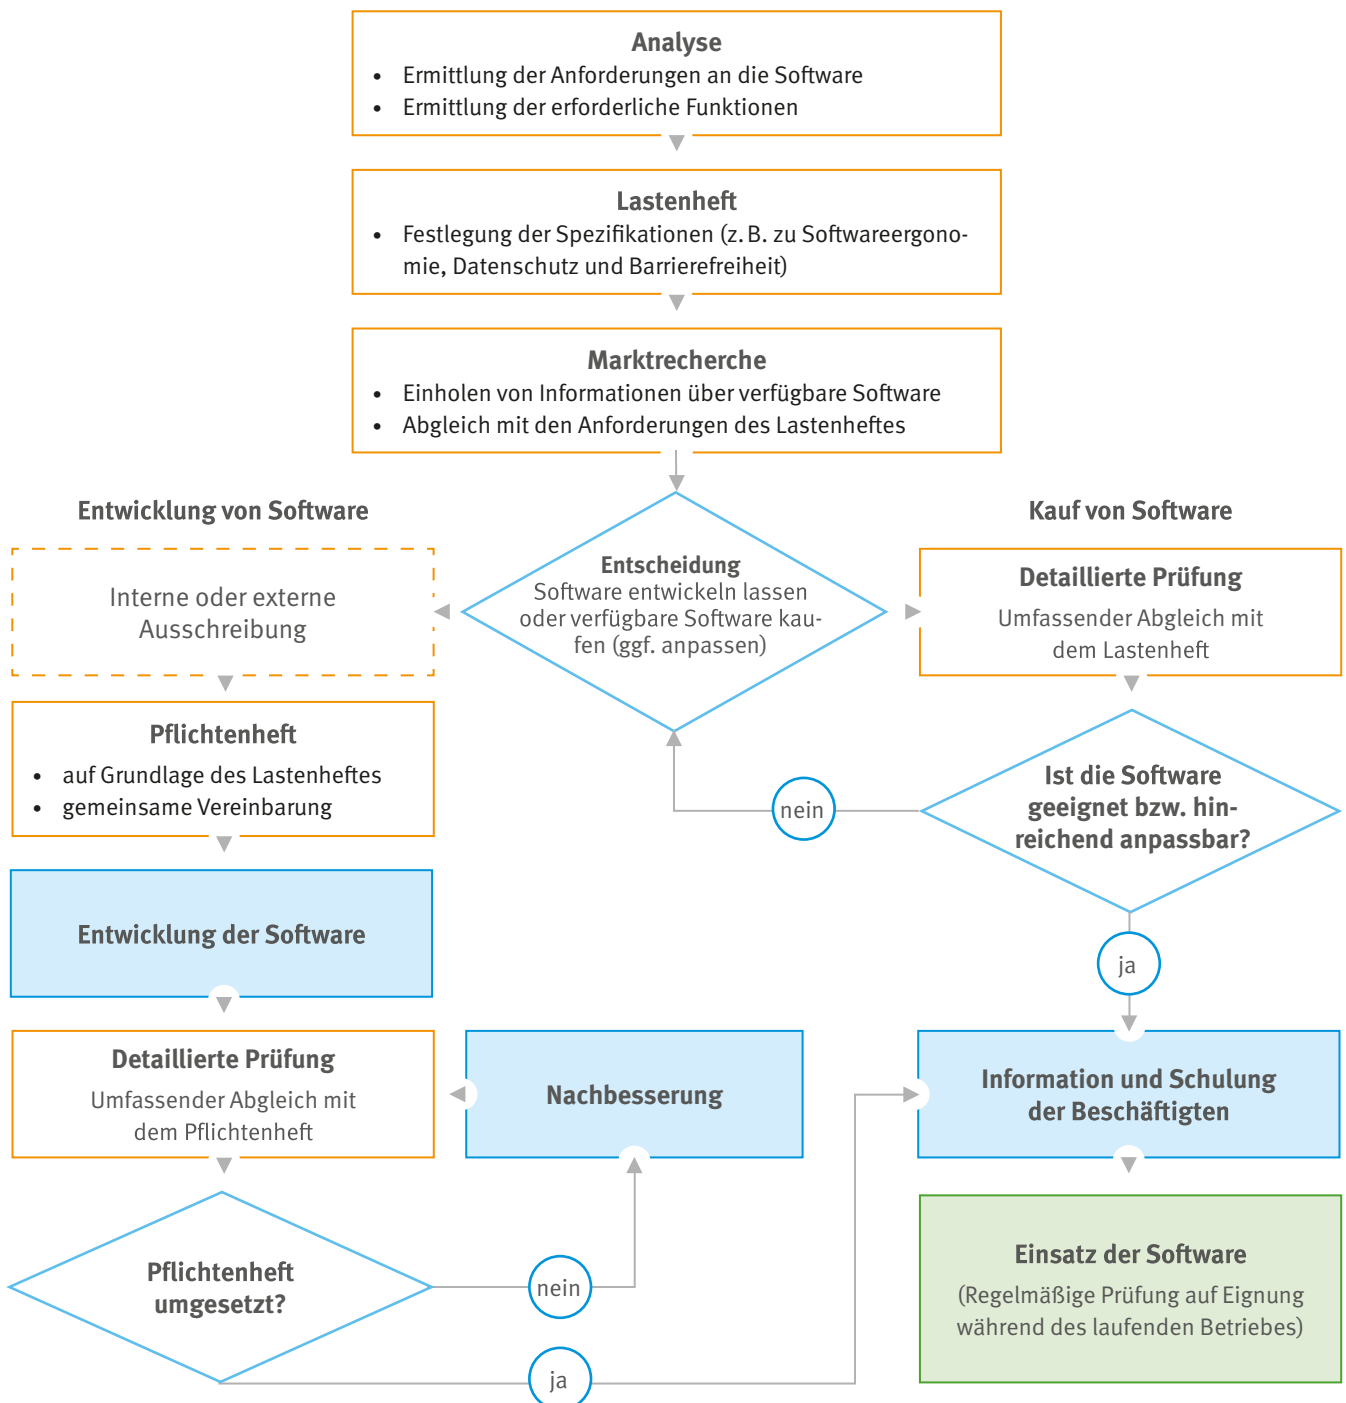 Analyse
• Ermittlung der Anforderungen an die Software
• Ermittlung der erforderliche Funktionen
Lastenheft
• Festlegung der Spezifikationen (z. B. zu Softwareergono-
mie, Datenschutz und Barrierefreiheit)
Marktrecherche
• Einholen von Informationen über verfügbare Software
• Abgleich mit den Anforderungen des Lastenheftes
Entscheidung
Software entwickeln lassen
oder verfügbare Software kau-
fen (ggf. anpassen)
Entwicklung von Software
Interne oder externe
Ausschreibung
Pflichtenheft
• auf Grundlage des Lastenheftes
• gemeinsame Vereinbarung
Entwicklung der Software
Detaillierte Prüfung
Umfassender Abgleich mit
dem Pflichtenheft
Pflichtenheft
umgesetzt?
nein
Nachbesserung
ja
Kauf von Software
Detaillierte Prüfung
Umfassender Abgleich mit
dem Lastenheft
Ist die Software
geeignet bzw. hin-
reichend anpassbar?
nein
ja
Information und Schulung
der Beschäftigten
Einsatz der Software
(Regelmäßige Prüfung auf Eignung
während des laufenden Betriebes)